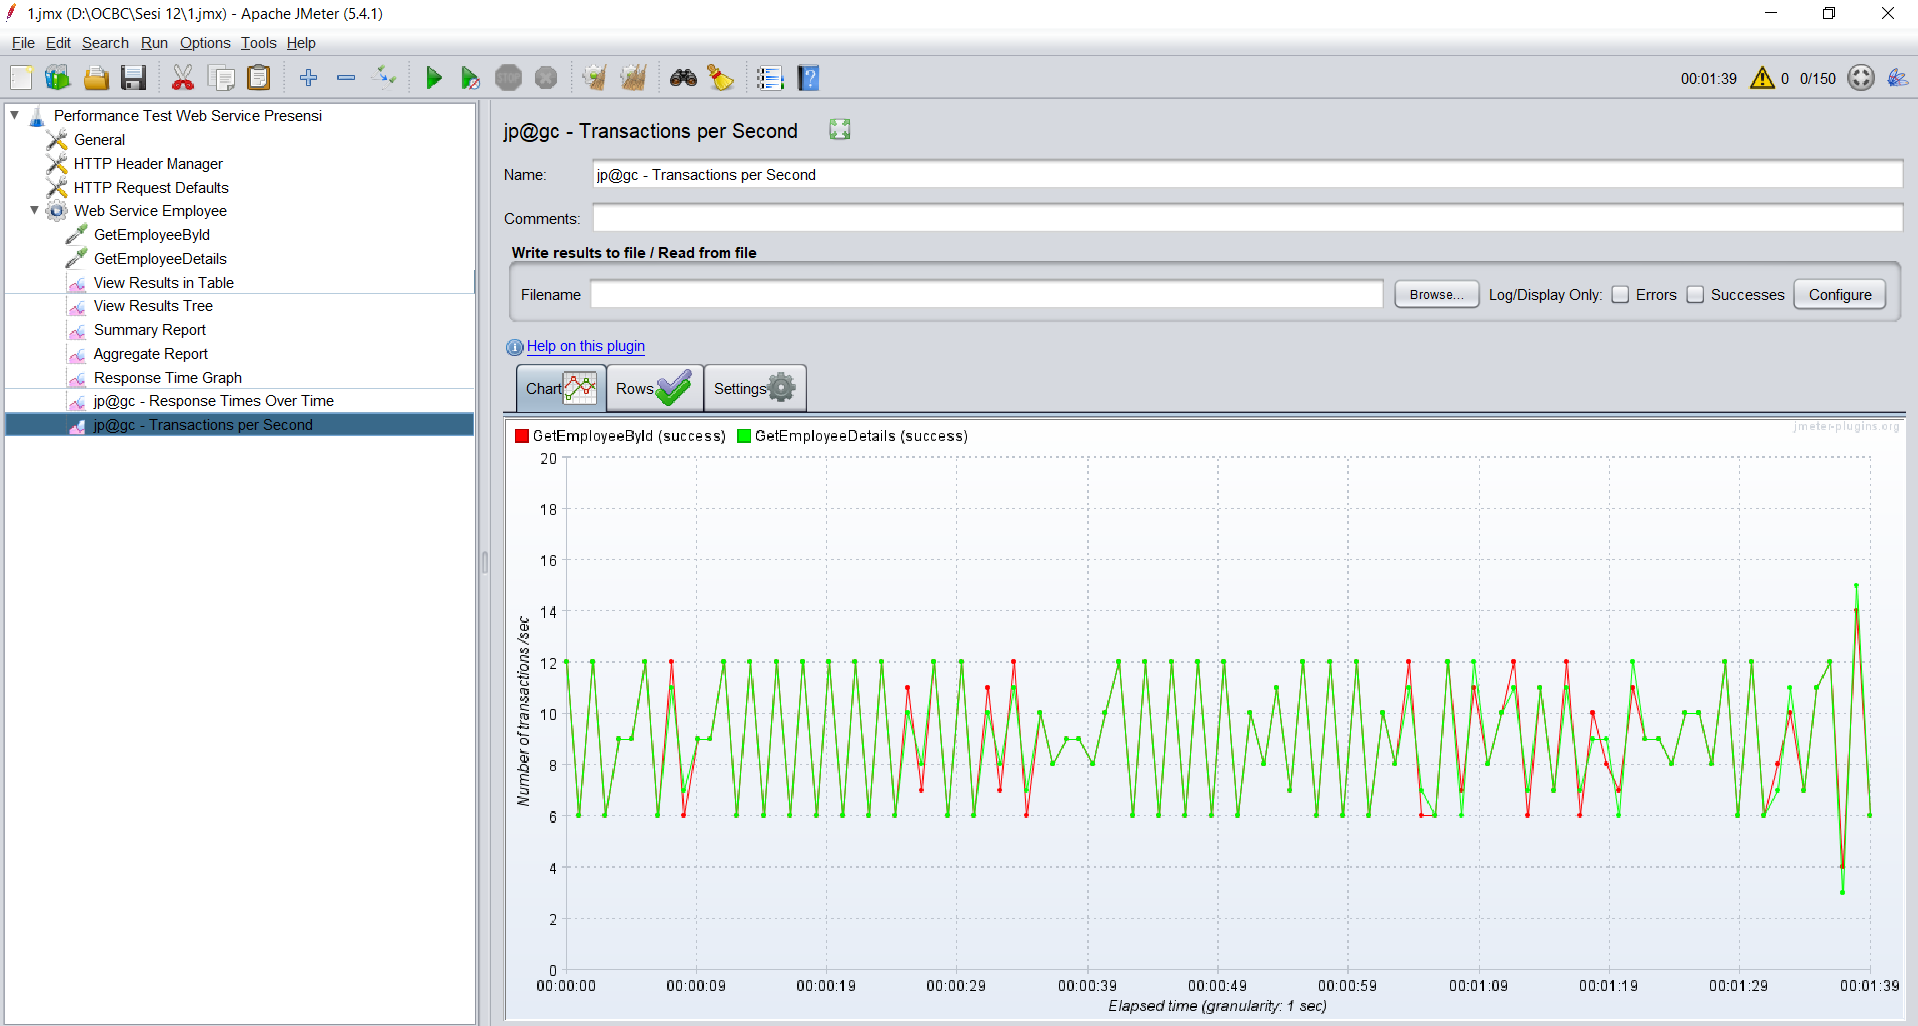 1.jmx (D:\OCBC\Sesi 12\1.jmx) - Apache JMeter (5.4.1)
File Edit Search Run Options Tools Help
STOP
00:01:39 0 0/150
Performance Test Web Service Presensi
General
HTTP Header Manager
HTTP Request Defaults
Web Service Employee
GetEmployeeById
GetEmployeeDetails
View Results in Table
View Results Tree
Summary Report
Aggregate Report
Response Time Graph
jp@gc - Response Times Over Time
jp@gc - Transactions per Second
jp@gc - Transactions per Second
Name: jp@gc - Transactions per Second
Comments:
Write results to file / Read from file
Filename Browse... Log/Display Only: Errors Successes Configure
Help on this plugin
Chart Rows Settings
GetEmployeeById (success) GetEmployeeDetails (success)
jmeter-plugins.org
20
18
16
14
12
10
8
6
4
2
0
Number of transactions /sec
00:00:00 00:00:09 00:00:19 00:00:29 00:00:39 00:00:49 00:00:59 00:01:09 00:01:19 00:01:29 00:01:39
Elapsed time (granularity: 1 sec)